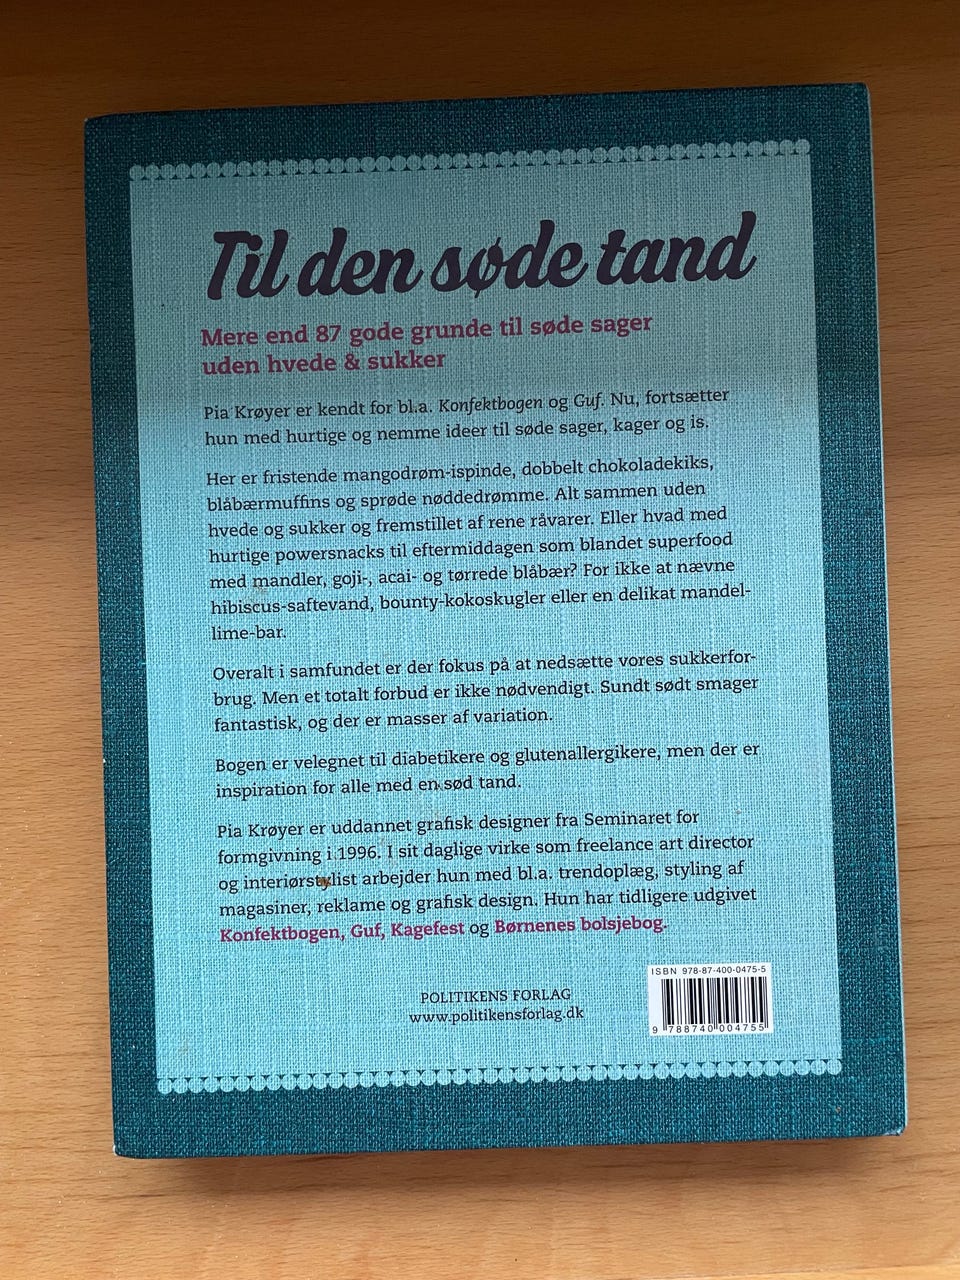 Til den søde tand
Mere end 87 gode grunde til søde sager
uden hvede & sukker
Pia Krøyer er kendt for bl.a. Konfektbogen og Guf. Nu, fortsætter
hun med hurtige og nemme ideer til søde sager, kager og is.
Her er fristende mangodrøm-ispinde, dobbelt chokoladekiks,
blåbærmuffins og sprøde nøddedrømme. Alt sammen uden
hvede og sukker og fremstillet af rene råvarer. Eller hvad med
hurtige powersnacks til eftermiddagen som blandet superfood
med mandler, goji-, acai- og tørrede blåbær? For ikke at nævne
hibiscus-saftevand, bounty-kokoskugler eller en delikat mandel-
lime-bar.
Overalt i samfundet er der fokus på at nedsætte vores sukkerfor-
brug. Men et totalt forbud er ikke nødvendigt. Sundt sødt smager
fantastisk, og der er masser af variation.
Bogen er velegnet til diabetikere og glutenallergikere, men der er
inspiration for alle med en sød tand.
Pia Krøyer er uddannet grafisk designer fra Seminaret for
formgivning i 1996. I sit daglige virke som freelance art director
og interiørstylist arbejder hun med bl.a. trendoplæg, styling af
magasiner, reklame og grafisk design. Hun har tidligere udgivet
Konfektbogen, Guf, Kagefest og Børnenes bolsjebog.
POLITIKENS FORLAG
www.politikensforlag.dk
ISBN 978-87-400-0475-5
9 788740 004755